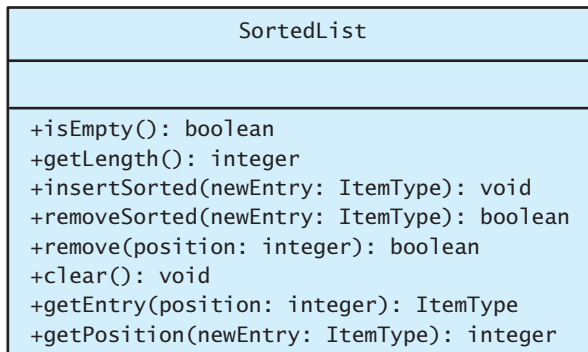 SortedList
+isEmpty(): boolean
+getLength(): integer
+insertSorted(newEntry: ItemType): void
+removeSorted(newEntry: ItemType): boolean
+remove(position: integer): boolean
+clear(): void
+getEntry(position: integer): ItemType
+getPosition(newEntry: ItemType): integer